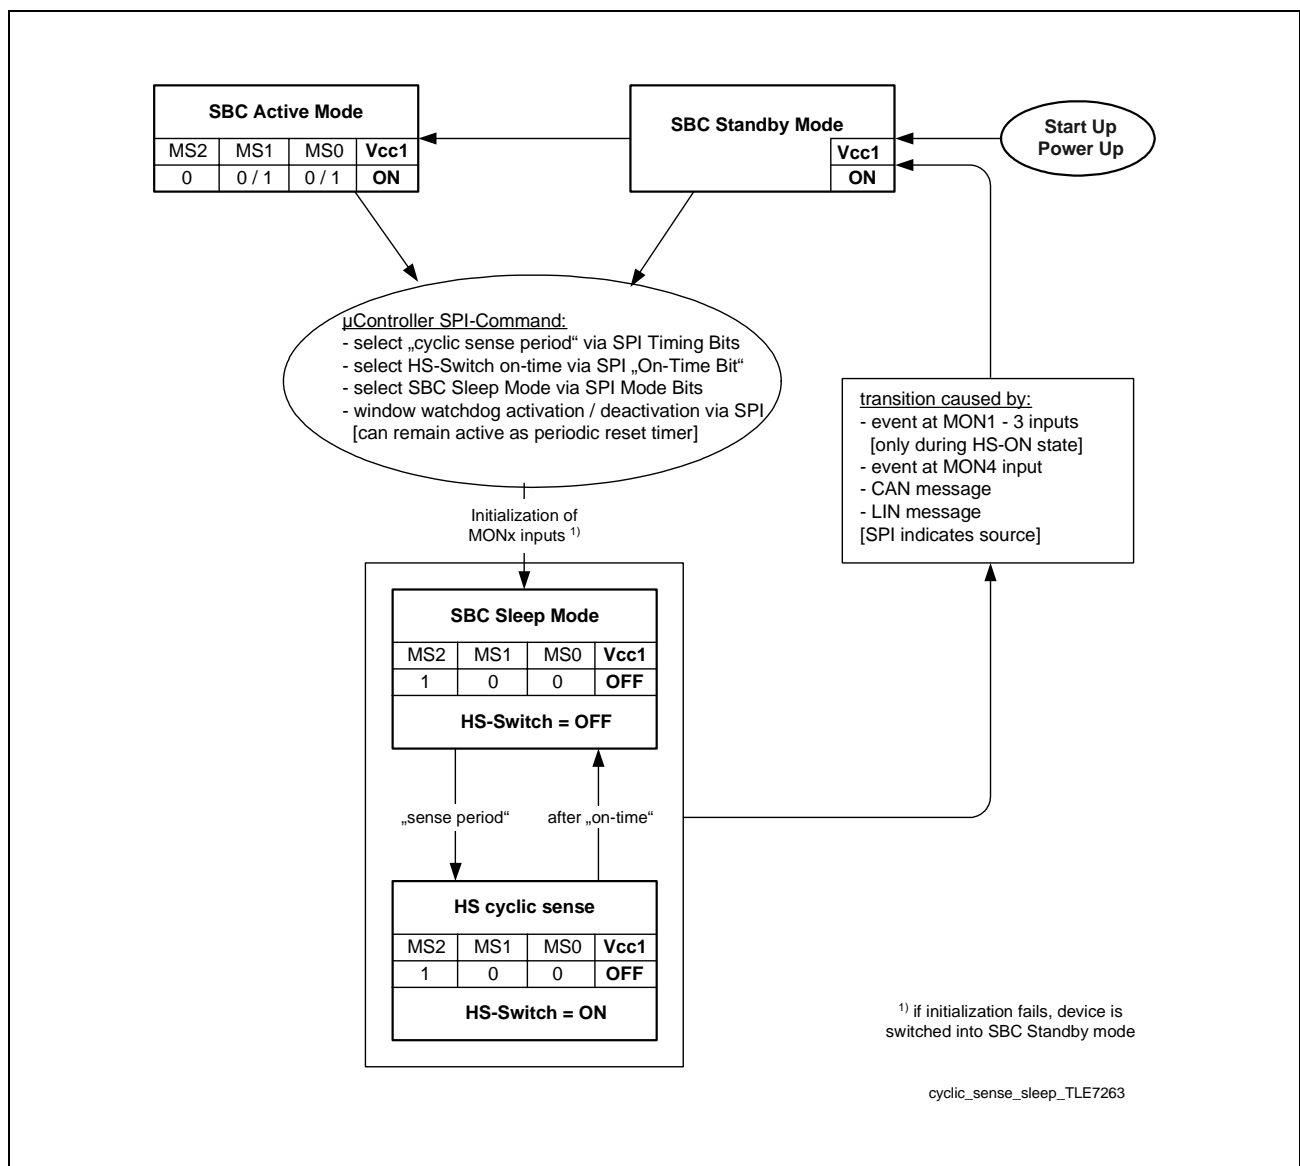 SBC Active Mode
MS2 MS1 MS0 Vcc1
0 0 / 1 0 / 1 ON
SBC Standby Mode
Vcc1
ON
Start Up
Power Up
µController SPI-Command:
- select „cyclic sense period“ via SPI Timing Bits
- select HS-Switch on-time via SPI „On-Time Bit“
- select SBC Sleep Mode via SPI Mode Bits
- window watchdog activation / deactivation via SPI
[can remain active as periodic reset timer]
transition caused by:
- event at MON1 - 3 inputs
[only during HS-ON state]
- event at MON4 input
- CAN message
- LIN message
[SPI indicates source]
Initialization of
MONx inputs 1)
SBC Sleep Mode
MS2 MS1 MS0 Vcc1
1 0 0 OFF
HS-Switch = OFF
„sense period“ after „on-time“
HS cyclic sense
MS2 MS1 MS0 Vcc1
1 0 0 OFF
HS-Switch = ON
1) if initialization fails, device is
switched into SBC Standby mode
cyclic_sense_sleep_TLE7263